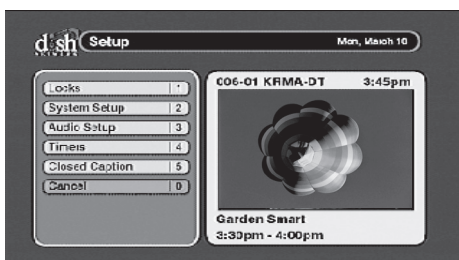 dish Setup Mon, March 10
NETWORK
Locks 1
System Setup 2
Audio Setup 3
Timers 4
Closed Caption 5
Cancel 0
006-01 KRMA-DT 3:45pm
Garden Smart
3:30pm - 4:00pm